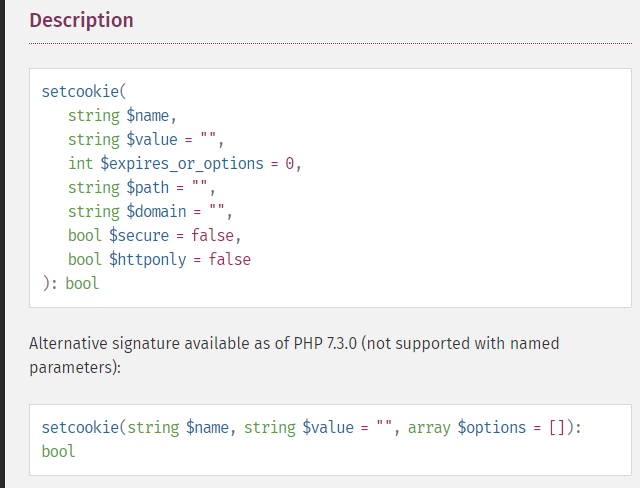 Description
setcookie(
string $name,
string $value = "",
int $expires_or_options = 0,
string $path = "",
string $domain = "",
bool $secure = false,
bool $httponly = false
): bool
Alternative signature available as of PHP 7.3.0 (not supported with named
parameters):
setcookie(string $name, string $value = "", array $options = []):
bool